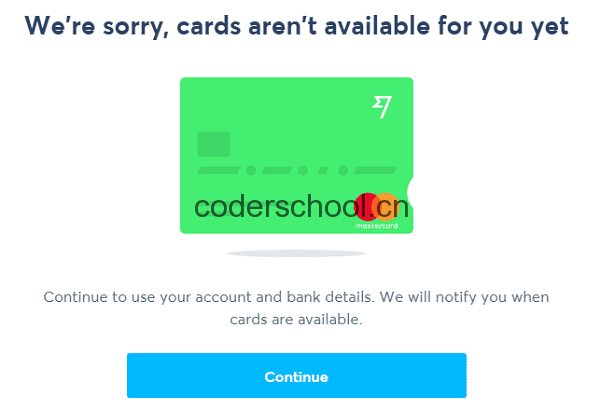 We're sorry, cards aren't available for you yet
coderschool.cn
mastercard
Continue to use your account and bank details. We will notify you when
cards are available.
Continue